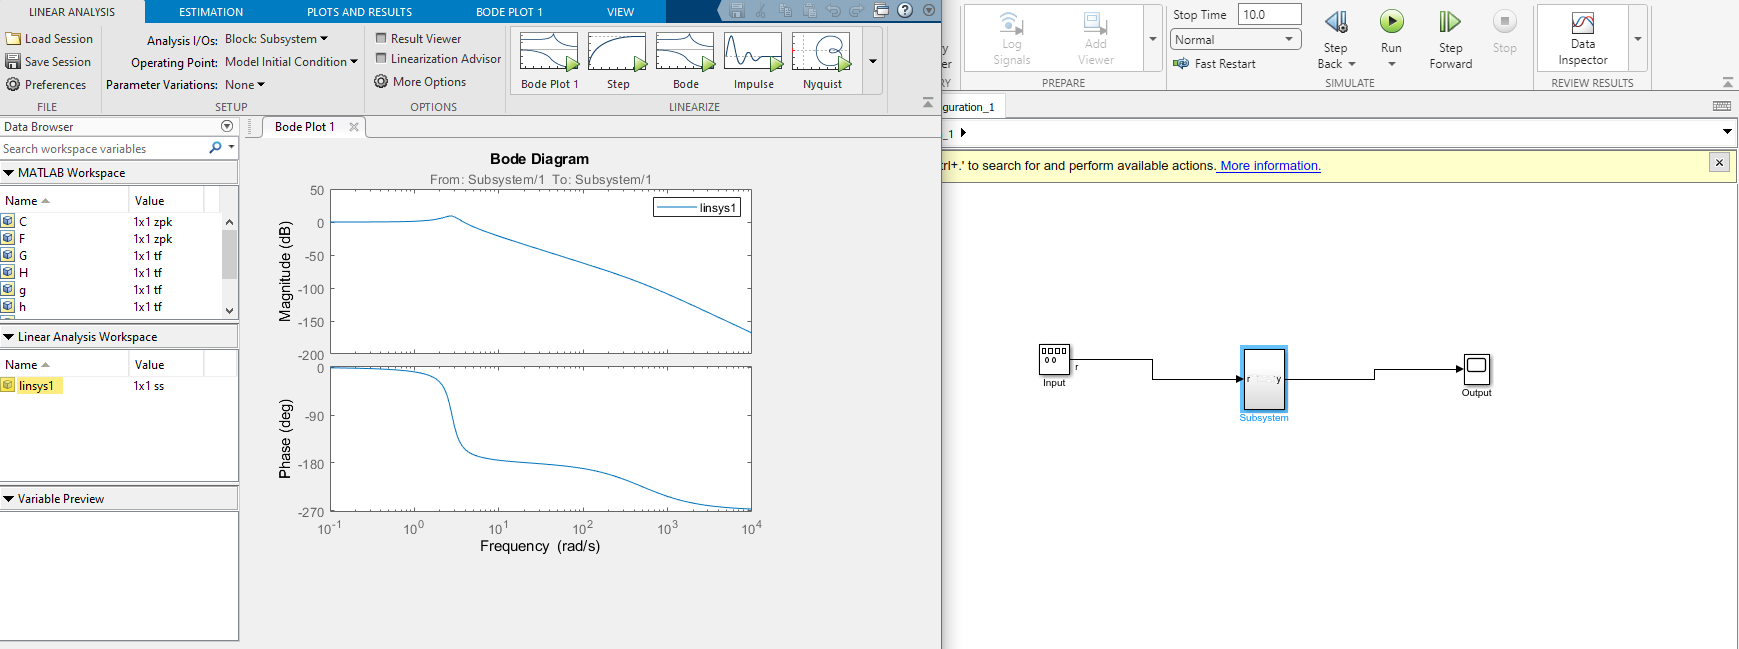 LINEAR ANALYSIS ESTIMATION PLOTS AND RESULTS BODE PLOT 1 VIEW
Load Session
Save Session
Preferences
FILE
Analysis I/Os: Block: Subsystem
Operating Point: Model Initial Condition
Parameter Variations: None
SETUP
Result Viewer
Linearization Advisor
More Options
OPTIONS
Bode Plot 1 Step Bode Impulse Nyquist
LINEARIZE
Data Browser
Search workspace variables
MATLAB Workspace
Name Value
C 1x1 zpk
F 1x1 zpk
G 1x1 tf
H 1x1 tf
g 1x1 tf
h 1x1 tf
Linear Analysis Workspace
Name Value
linsys1 1x1 ss
Variable Preview
Bode Plot 1
Bode Diagram
From: Subsystem/1 To: Subsystem/1
linsys1
Magnitude (dB)
50
0
-50
-100
-150
-200
Phase (deg)
0
-90
-180
-270
10^-1 10^0 10^1 10^2 10^3 10^4
Frequency (rad/s)
Log
Signals
Add
Viewer
PREPARE
Stop Time 10.0
Normal
Fast Restart
Step
Back
Run
Step
Forward
Stop
SIMULATE
Data
Inspector
REVIEW RESULTS
guration_1
_1
trl+.' to search for and perform available actions. More information.
r
Input
r y
Subsystem
Output